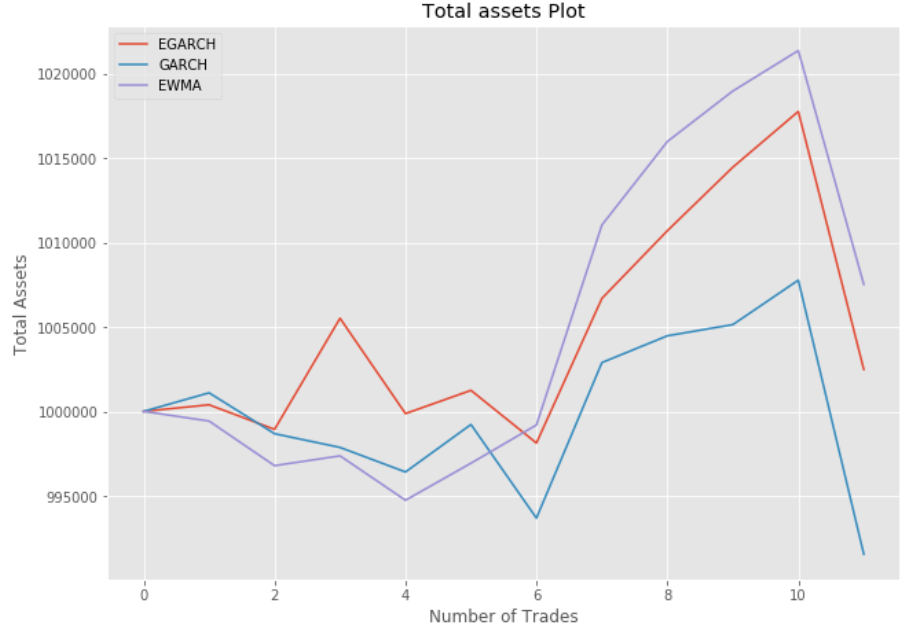 Total assets Plot
EGARCH
GARCH
EWMA
1020000
1015000
1010000
1005000
1000000
995000
Total Assets
0 2 4 6 8 10
Number of Trades